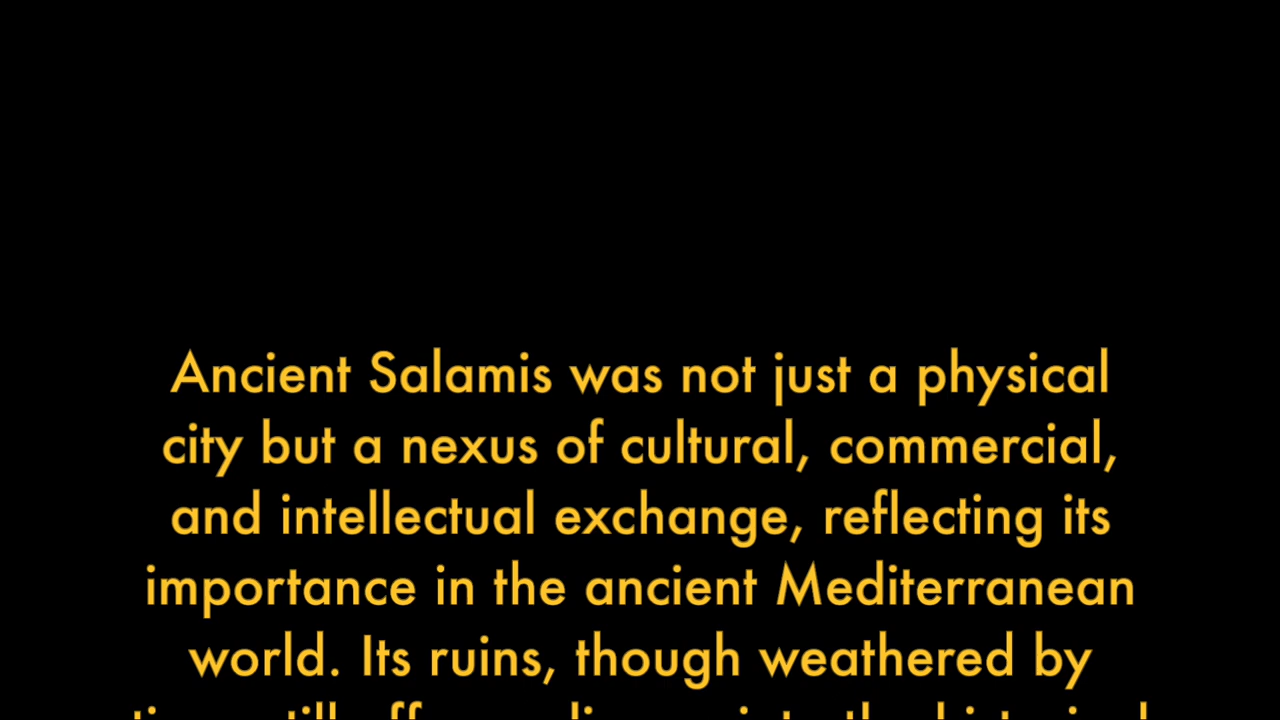 Ancient Salamis was not just a physical
city but a nexus of cultural, commercial,
and intellectual exchange, reflecting its
importance in the ancient Mediterranean
world. Its ruins, though weathered by